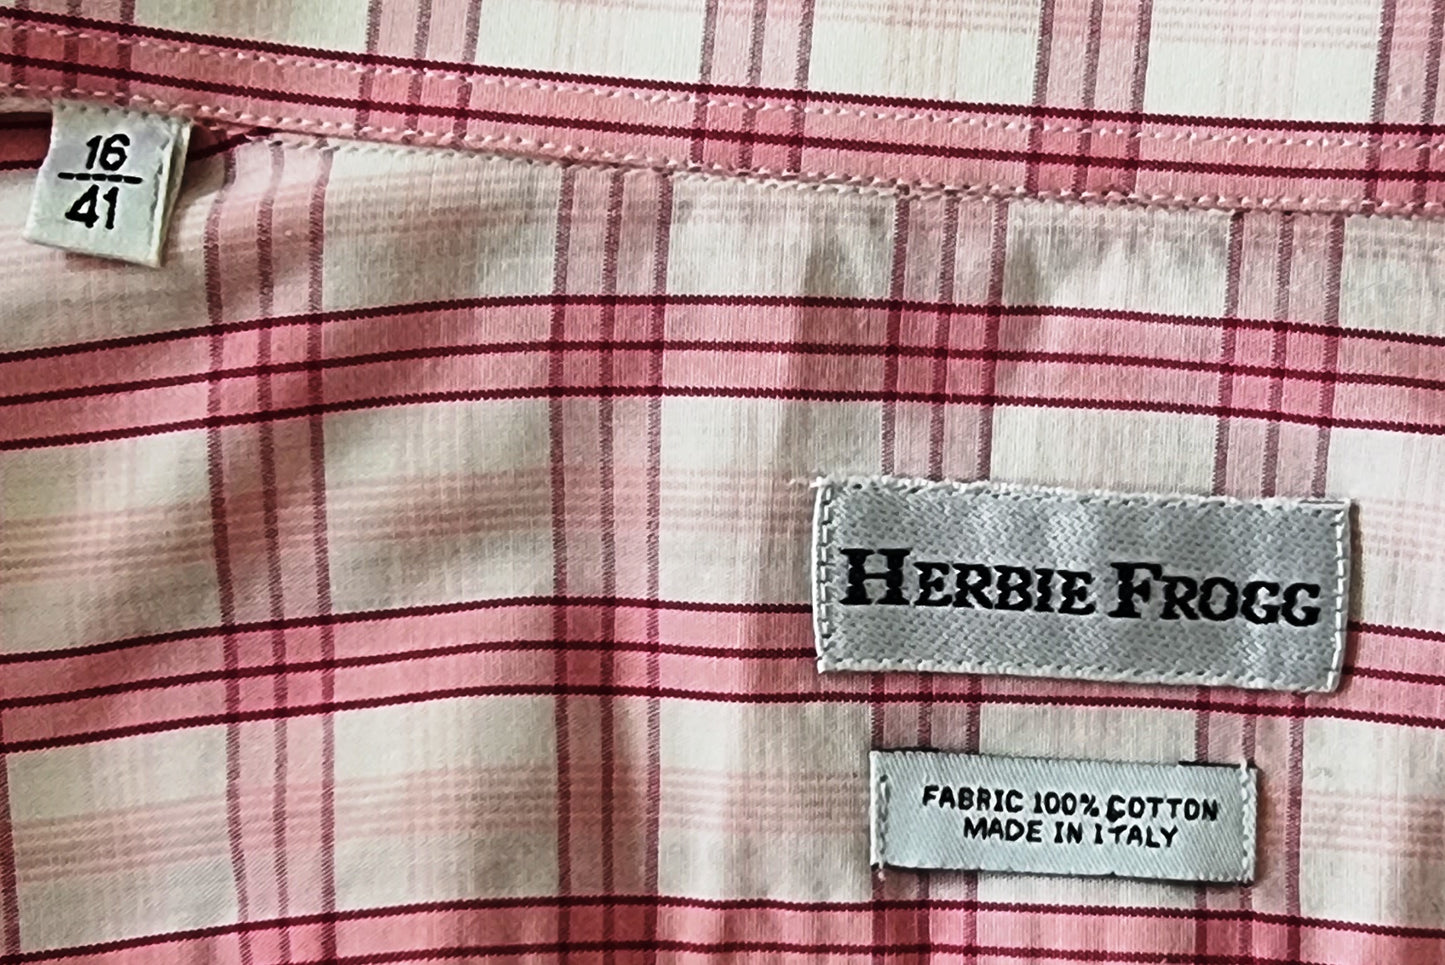 16
41
HERBIE FROGG
FABRIC 100% COTTON
MADE IN ITALY